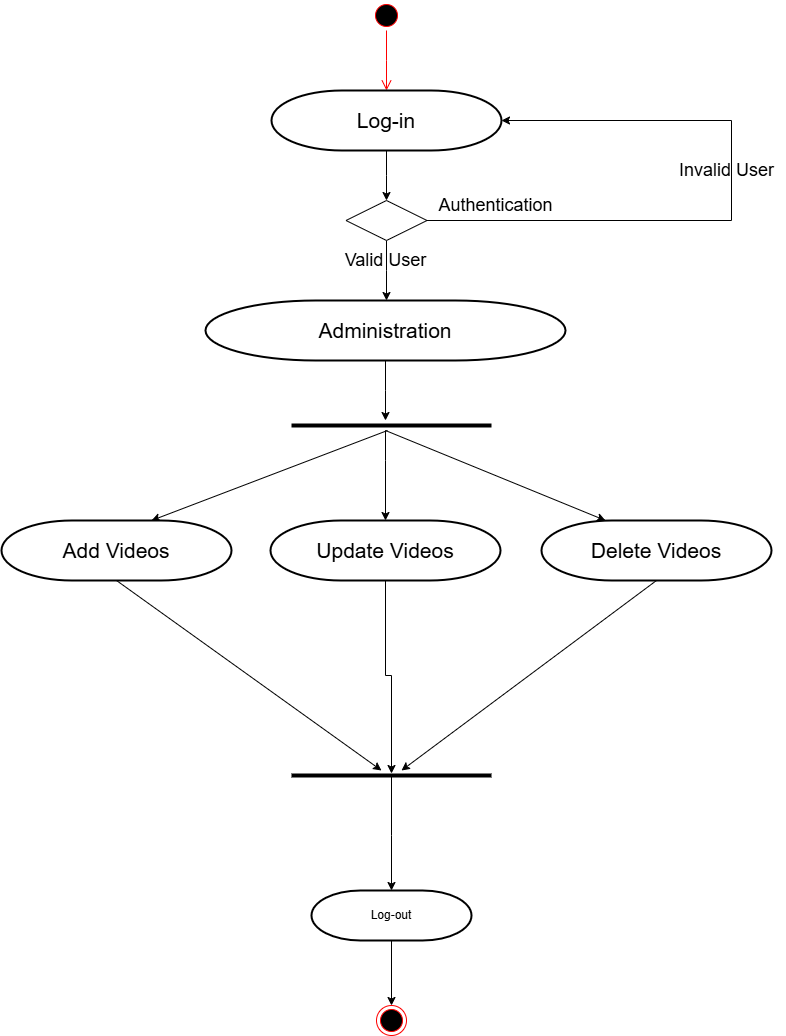 Log-in
Invalid User
Authentication
Valid User
Administration
Add Videos
Update Videos
Delete Videos
Log-out